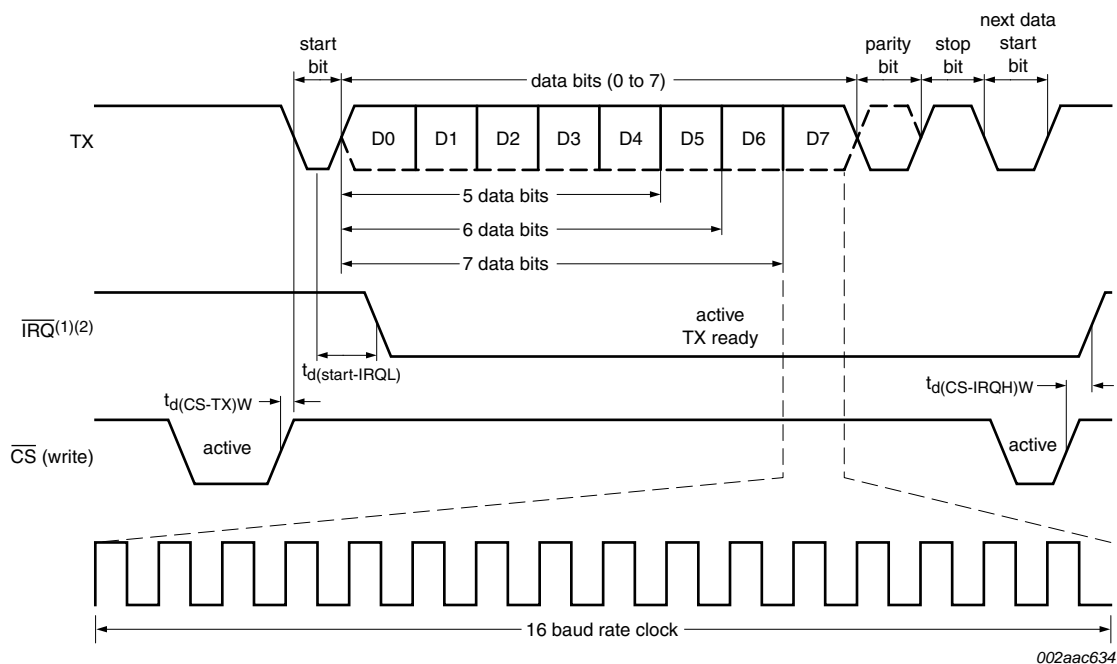 start
bit
data bits (0 to 7)
parity
bit
stop
bit
next data
start
bit
TX
D0 D1 D2 D3 D4 D5 D6 D7
5 data bits
6 data bits
7 data bits
IRQ(1)(2)
active
TX ready
td(start-IRQL)
td(CS-TX)W
td(CS-IRQH)W
CS (write)
active
active
16 baud rate clock
002aac634